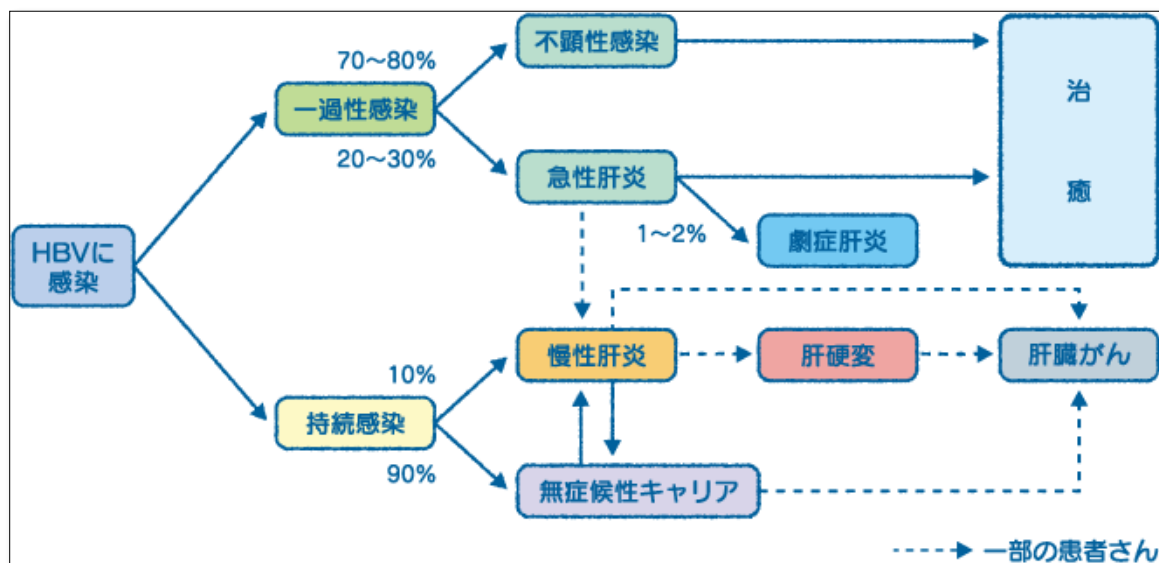 不顕性感染
70〜80%
一過性感染
20〜30%
急性肝炎
治
癒
1〜2%
劇症肝炎
HBVに
感染
慢性肝炎
肝硬変
肝臓がん
10%
持続感染
90%
無症候性キャリア
一部の患者さん